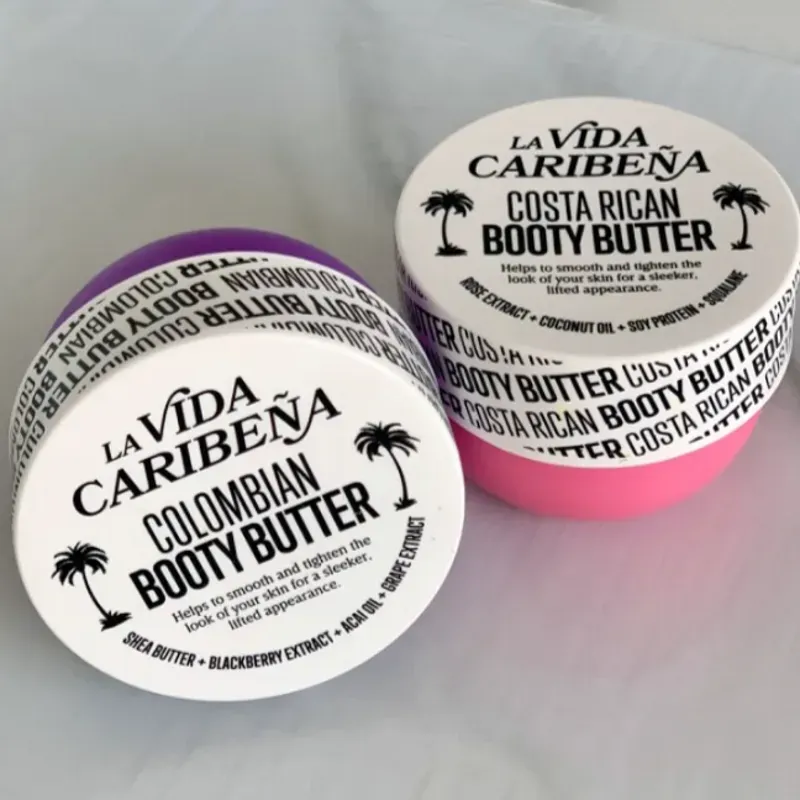 LA VIDA
CARIBEÑA
COLOMBIAN
BOOTY BUTTER
Helps to smooth and tighten the
look of your skin for a sleeker,
lifted appearance.
SHEA BUTTER + BLACKBERRY EXTRACT + ACAI OIL + GRAPE EXTRACT
COLOMBIAN
BOOTY BUTTER
LA VIDA
CARIBEÑA
COSTA RICAN
BOOTY BUTTER
Helps to smooth and tighten the
look of your skin for a sleeker,
lifted appearance.
ROSE EXTRACT + COCONUT OIL + SOY PROTEIN + SQUALANE
BOOTY BUTTER
COSTA RICAN BOOTY BUTTER
COSTA RICAN BOOTY
COSTA RICAN